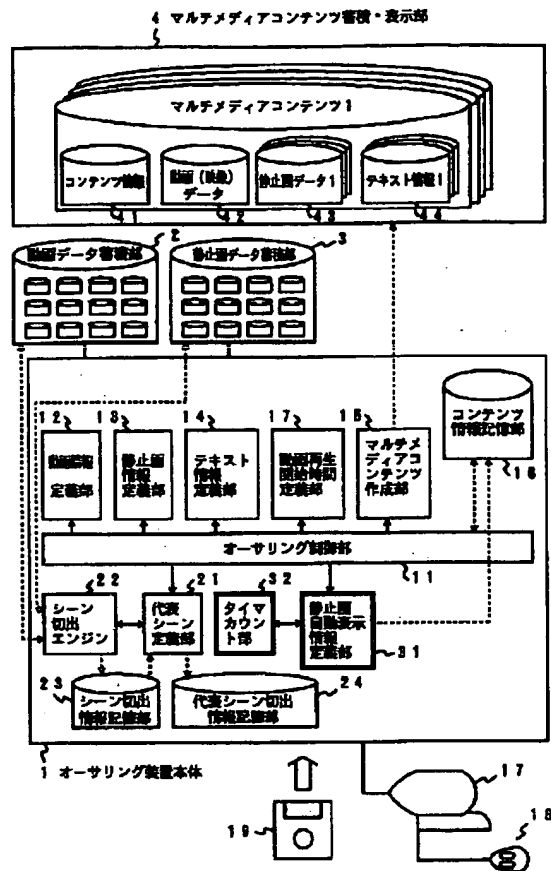 4 マルチメディアコンテンツ蓄積・表示部
マルチメディアコンテンツ1
コンテンツ情報
動画(映像)
データ
静止画データ1
テキスト情報1
41
42
43
44
2
3
動画データ蓄積部
静止画データ蓄積部
12
13
14
17
15
動画情報
定義部
静止画
情報
定義部
テキスト
情報
定義部
動画再生
開始時間
定義部
マルチメ
ディアコ
ンテンツ
作成部
コンテンツ
情報記憶部
16
オーサリング制御部
11
22
21
32
シーン
切出
エンジン
代表
シーン
定義部
タイマ
カウン
ト部
静止画
自動表示
情報
定義部
31
23
シーン切出
情報記憶部
代表シーン切出
情報記憶部
24
1 オーサリング装置本体
17
18
19